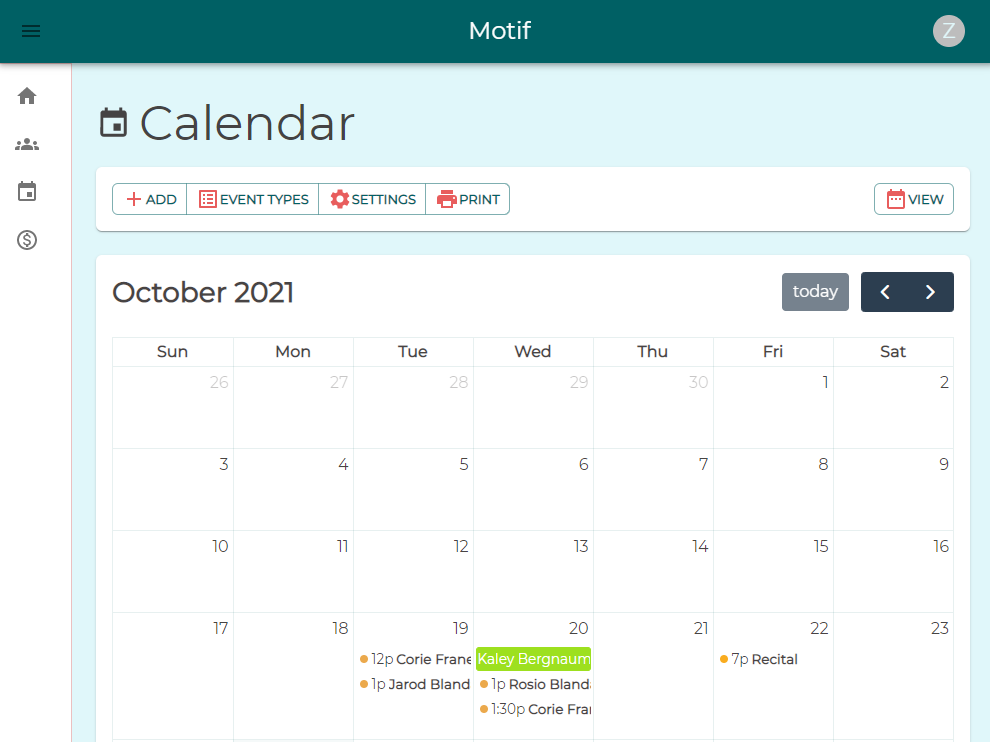 Motif
Z
Calendar
ADD EVENT TYPES SETTINGS PRINT VIEW
October 2021 today
Sun Mon Tue Wed Thu Fri Sat
26 27 28 29 30 1 2
3 4 5 6 7 8 9
10 11 12 13 14 15 16
17 18 19 20 21 22 23
12p Corie Kaley Bergnaum 7p Recital
1p Jarod Bland 1p Rosio
1:30p Corie